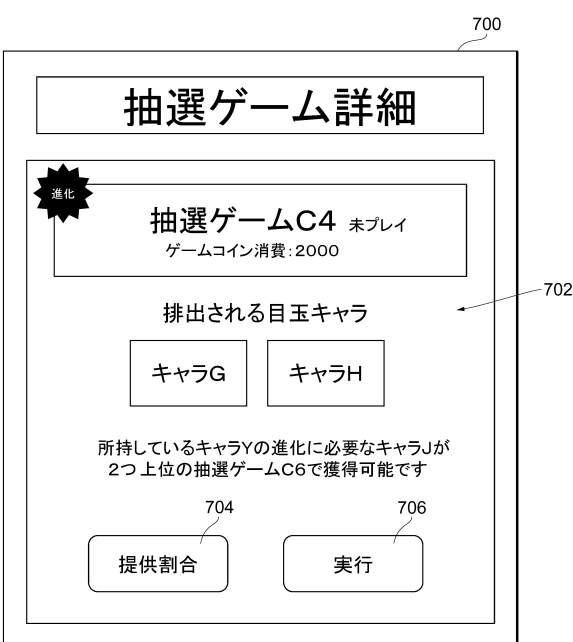 700
抽選ゲーム詳細
進化
抽選ゲームC4 未プレイ
ゲームコイン消費:2000
702
排出される目玉キャラ
キャラG キャラH
所持しているキャラYの進化に必要なキャラJが
2つ上位の抽選ゲームC6で獲得可能です
704 706
提供割合 実行